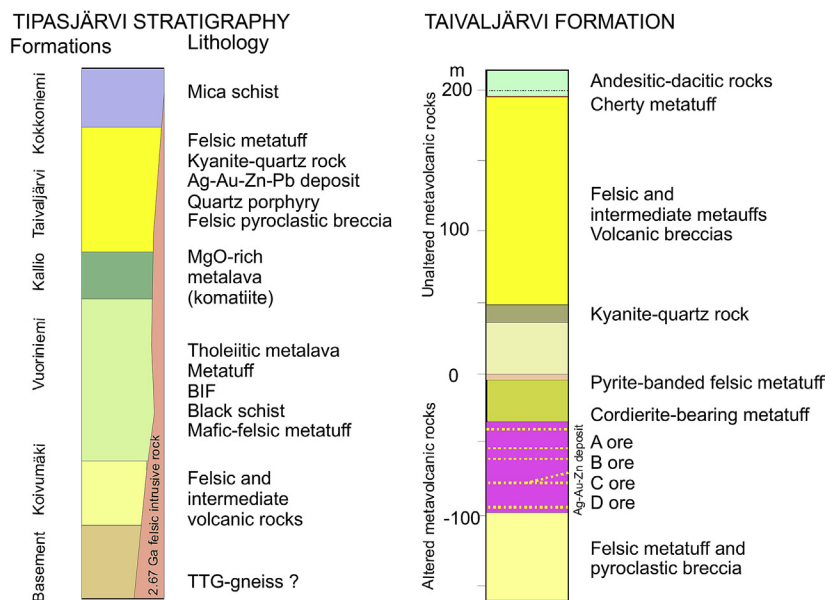 TIPASJÄRVI STRATIGRAPHY
Formations
Lithology
Kokkoniemi
Mica schist
Taivaljärvi
Felsic metatuff
Kyanite-quartz rock
Ag-Au-Zn-Pb deposit
Quartz porphyry
Felsic pyroclastic breccia
Kallio
MgO-rich
metalava
(komatiite)
Vuoriniemi
Tholeiitic metalava
Metatuff
BIF
Black schist
Mafic-felsic metatuff
Koivumäki
Felsic and
intermediate
volcanic rocks
Basement
TTG-gneiss ?
2.67 Ga felsic intrusive rock
TAIVALJÄRVI FORMATION
m
200
100
0
-100
Unaltered metavolcanic rocks
Altered metavolcanic rocks
Andesitic-dacitic rocks
Cherty metatuff
Felsic and
intermediate metauffs
Volcanic breccias
Kyanite-quartz rock
Pyrite-banded felsic metatuff
Cordierite-bearing metatuff
Ag-Au-Zn deposit
A ore
B ore
C ore
D ore
Felsic metatuff and
pyroclastic breccia